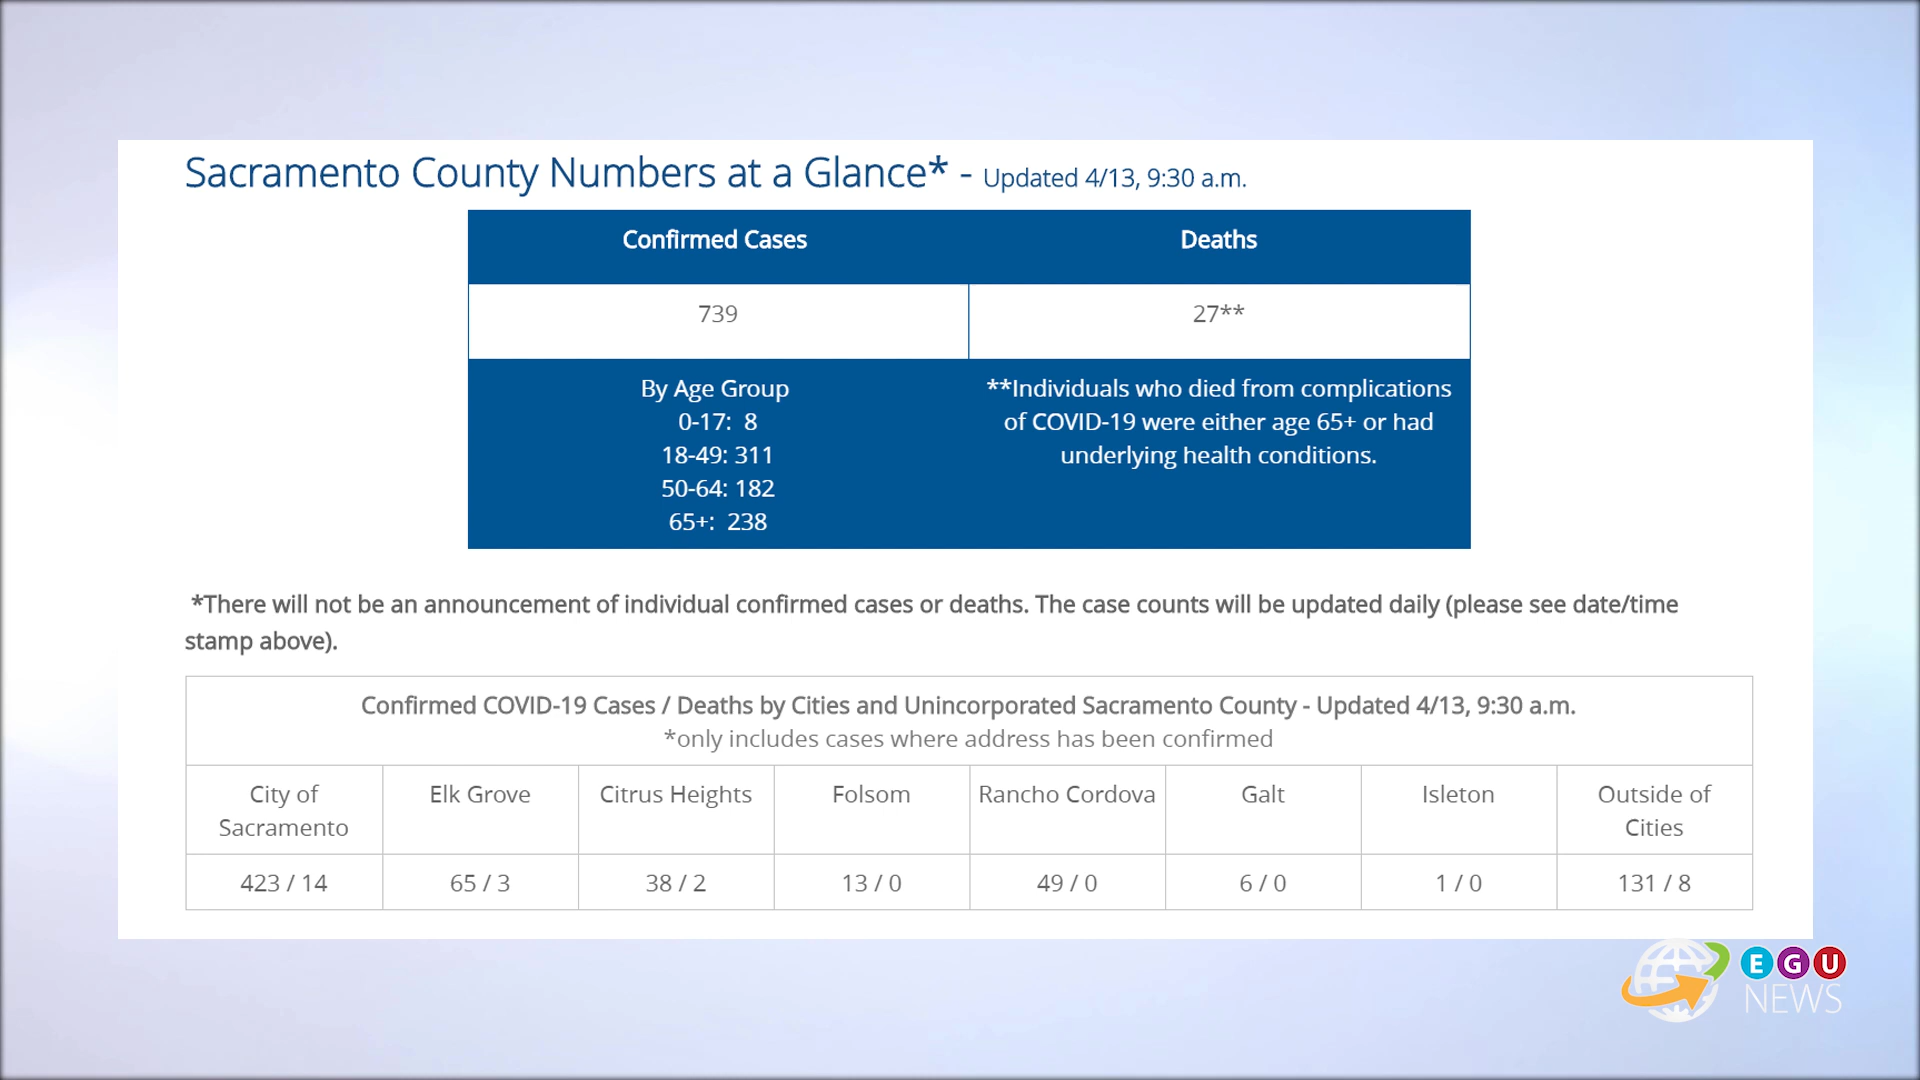 Sacramento County Numbers at a Glance* - Updated 4/13, 9:30 a.m.
Confirmed Cases
Deaths
739
27**
By Age Group
0-17: 8
18-49: 311
50-64: 182
65+: 238
**Individuals who died from complications
of COVID-19 were either age 65+ or had
underlying health conditions.
*There will not be an announcement of individual confirmed cases or deaths. The case counts will be updated daily (please see date/time
stamp above).
Confirmed COVID-19 Cases / Deaths by Cities and Unincorporated Sacramento County - Updated 4/13, 9:30 a.m.
*only includes cases where address has been confirmed
City of
Sacramento
Elk Grove
Citrus Heights
Folsom
Rancho Cordova
Galt
Isleton
Outside of
Cities
423 / 14
65 / 3
38 / 2
13 / 0
49 / 0
6 / 0
1 / 0
131 / 8
EGU
NEWS